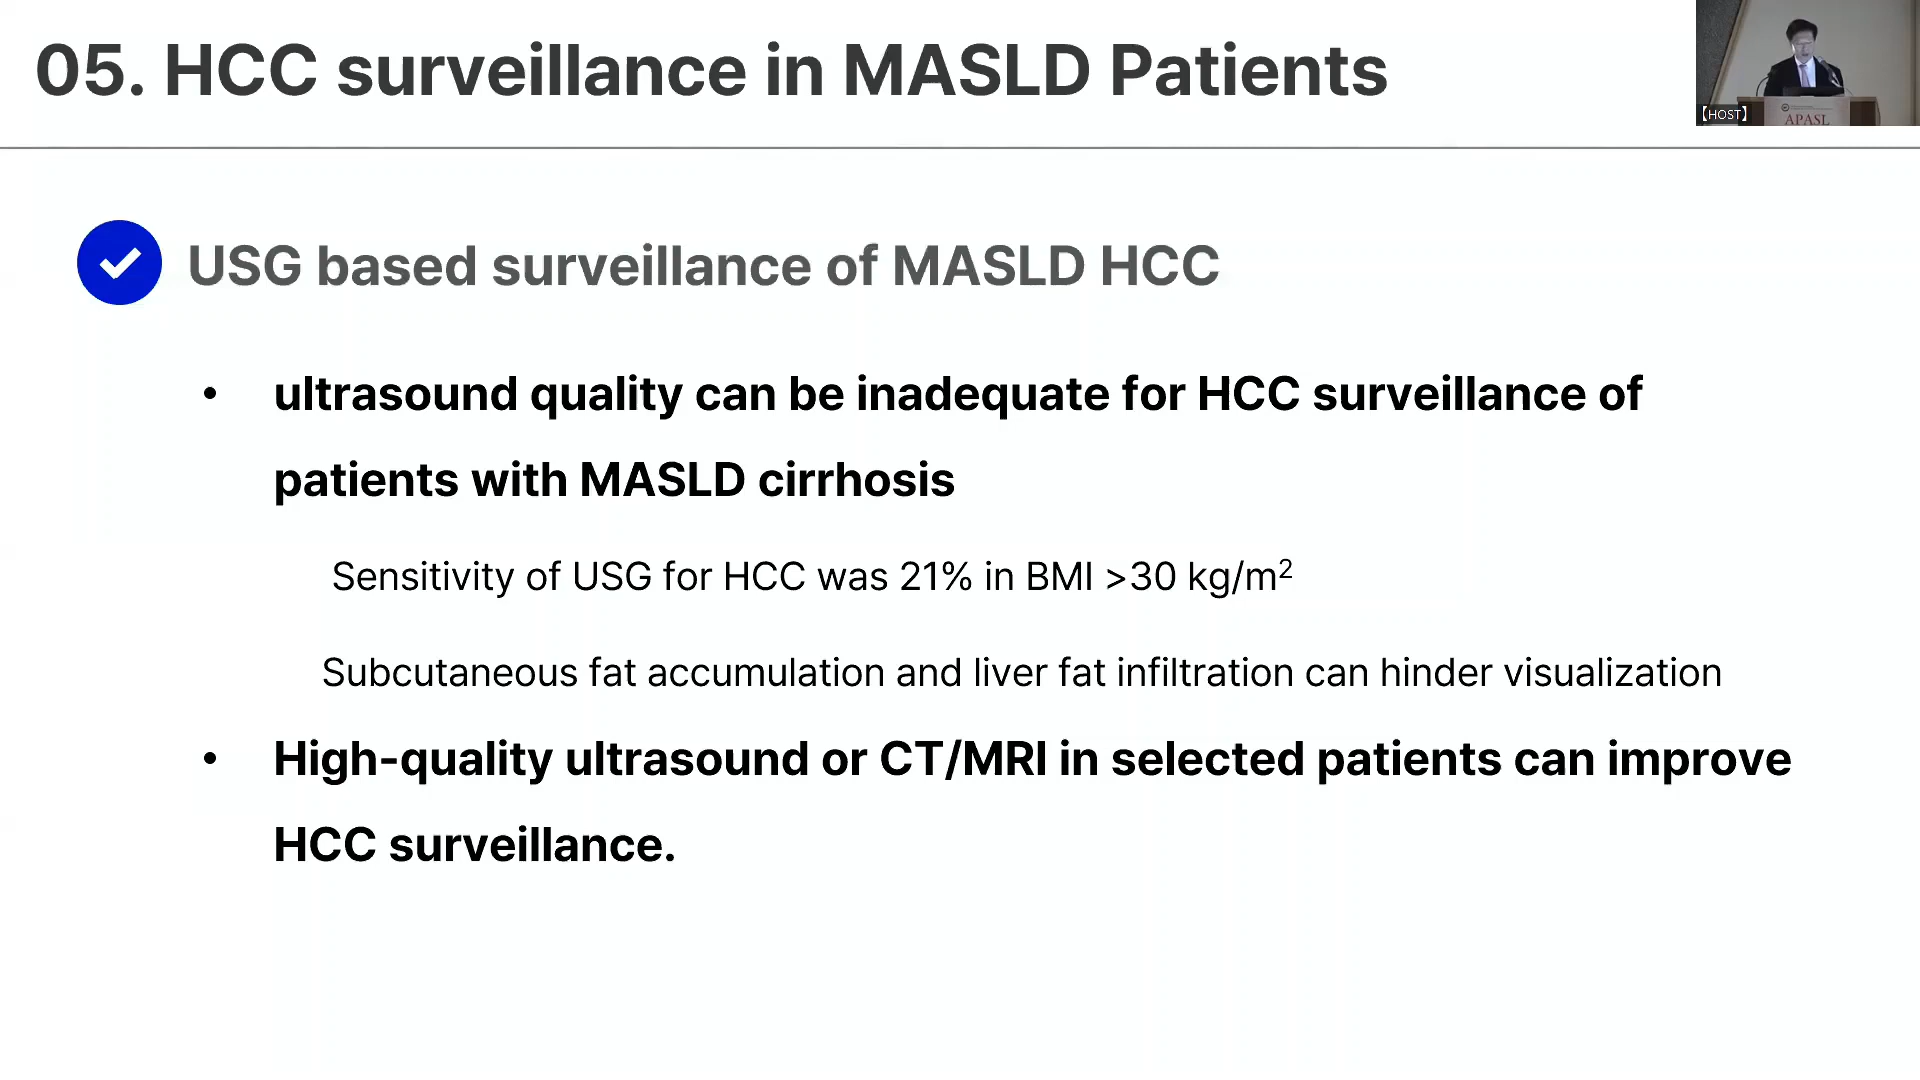 05. HCC surveillance in MASLD Patients
【HOST】
APASL
USG based surveillance of MASLD HCC
• ultrasound quality can be inadequate for HCC surveillance of
patients with MASLD cirrhosis
Sensitivity of USG for HCC was 21% in BMI >30 kg/m²
Subcutaneous fat accumulation and liver fat infiltration can hinder visualization
• High-quality ultrasound or CT/MRI in selected patients can improve
HCC surveillance.